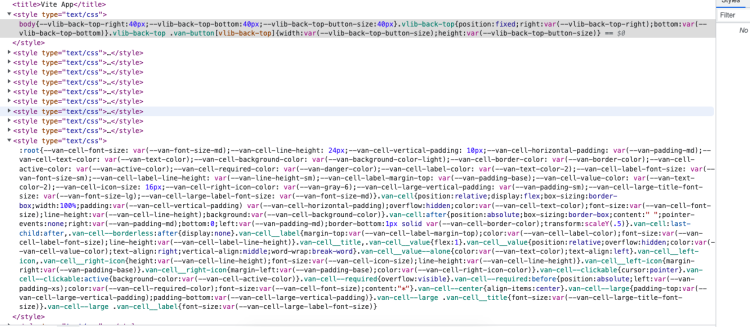 Styles
<title>Vite App</title>
Filter
<style type="text/css">
body{--vlib-back-top-right:40px;--vlib-back-top-bottom:40px;--vlib-back-top-button-size:40px}.vlib-back-top{position:fixed;right:var(--vlib-back-top-right);bottom:var(--
vlib-back-top-bottom)}.vlib-back-top .van-button[vlib-back-top]{width:var(--vlib-back-top-button-size);height:var(--vlib-back-top-button-size)} == $0
No
</style>
<style type="text/css">…</style>
<style type="text/css">…</style>
<style type="text/css">…</style>
<style type="text/css">…</style>
<style type="text/css">…</style>
<style type="text/css">…</style>
<style type="text/css">…</style>
<style type="text/css">…</style>
<style type="text/css">…</style>
<style type="text/css">
:root{--van-cell-font-size: var(--van-font-size-md);--van-cell-line-height: 24px;--van-cell-vertical-padding: 10px;--van-cell-horizontal-padding: var(--van-padding-md);--
van-cell-text-color: var(--van-text-color);--van-cell-background-color: var(--van-background-color-light);--van-cell-border-color: var(--van-border-color);--van-cell-
active-color: var(--van-active-color);--van-cell-required-color: var(--van-danger-color);--van-cell-label-color: var(--van-text-color-2);--van-cell-label-font-size: var(--
van-font-size-sm);--van-cell-label-line-height: var(--van-line-height-sm);--van-cell-label-margin-top: var(--van-padding-base);--van-cell-value-color: var(--van-text-
color-2);--van-cell-icon-size: 16px;--van-cell-right-icon-color: var(--van-gray-6);--van-cell-large-vertical-padding: var(--van-padding-sm);--van-cell-large-title-font-
size: var(--van-font-size-lg);--van-cell-large-label-font-size: var(--van-font-size-md)}.van-cell{position:relative;display:flex;box-sizing:border-
box;width:100%;padding:var(--van-cell-vertical-padding) var(--van-cell-horizontal-padding);overflow:hidden;color:var(--van-cell-text-color);font-size:var(--van-cell-font-
size);line-height:var(--van-cell-line-height);background:var(--van-cell-background-color)}.van-cell:after{position:absolute;box-sizing:border-box;content:" ";pointer-
events:none;right:var(--van-padding-md);bottom:0;left:var(--van-padding-md);border-bottom:1px solid var(--van-cell-border-color);transform:scaleY(.5)}.van-cell:last-
child:after,.van-cell--borderless:after{display:none}.van-cell__label{margin-top:var(--van-cell-label-margin-top);color:var(--van-cell-label-color);font-size:var(--van-
cell-label-font-size);line-height:var(--van-cell-label-line-height)}.van-cell__title,.van-cell__value{flex:1}.van-cell__value{position:relative;overflow:hidden;color:var(-
-van-cell-value-color);text-align:right;vertical-align:middle;word-wrap:break-word}.van-cell__value--alone{color:var(--van-text-color);text-align:left}.van-cell__left-
icon,.van-cell__right-icon{height:var(--van-cell-line-height);font-size:var(--van-cell-icon-size);line-height:var(--van-cell-line-height)}.van-cell__left-icon{margin-
right:var(--van-padding-base)}.van-cell__right-icon{margin-left:var(--van-padding-base);color:var(--van-cell-right-icon-color)}.van-cell--clickable{cursor:pointer}.van-
cell--clickable:active{background-color:var(--van-cell-active-color)}.van-cell--required{overflow:visible}.van-cell--required:before{position:absolute;left:var(--van-
padding-xs);color:var(--van-cell-required-color);font-size:var(--van-cell-font-size);content:"*"}.van-cell--center{align-items:center}.van-cell--large{padding-top:var(--
van-cell-large-vertical-padding);padding-bottom:var(--van-cell-large-vertical-padding)}.van-cell--large .van-cell__title{font-size:var(--van-cell-large-title-font-
size)}.van-cell--large .van-cell__label{font-size:var(--van-cell-large-label-font-size)}
</style>